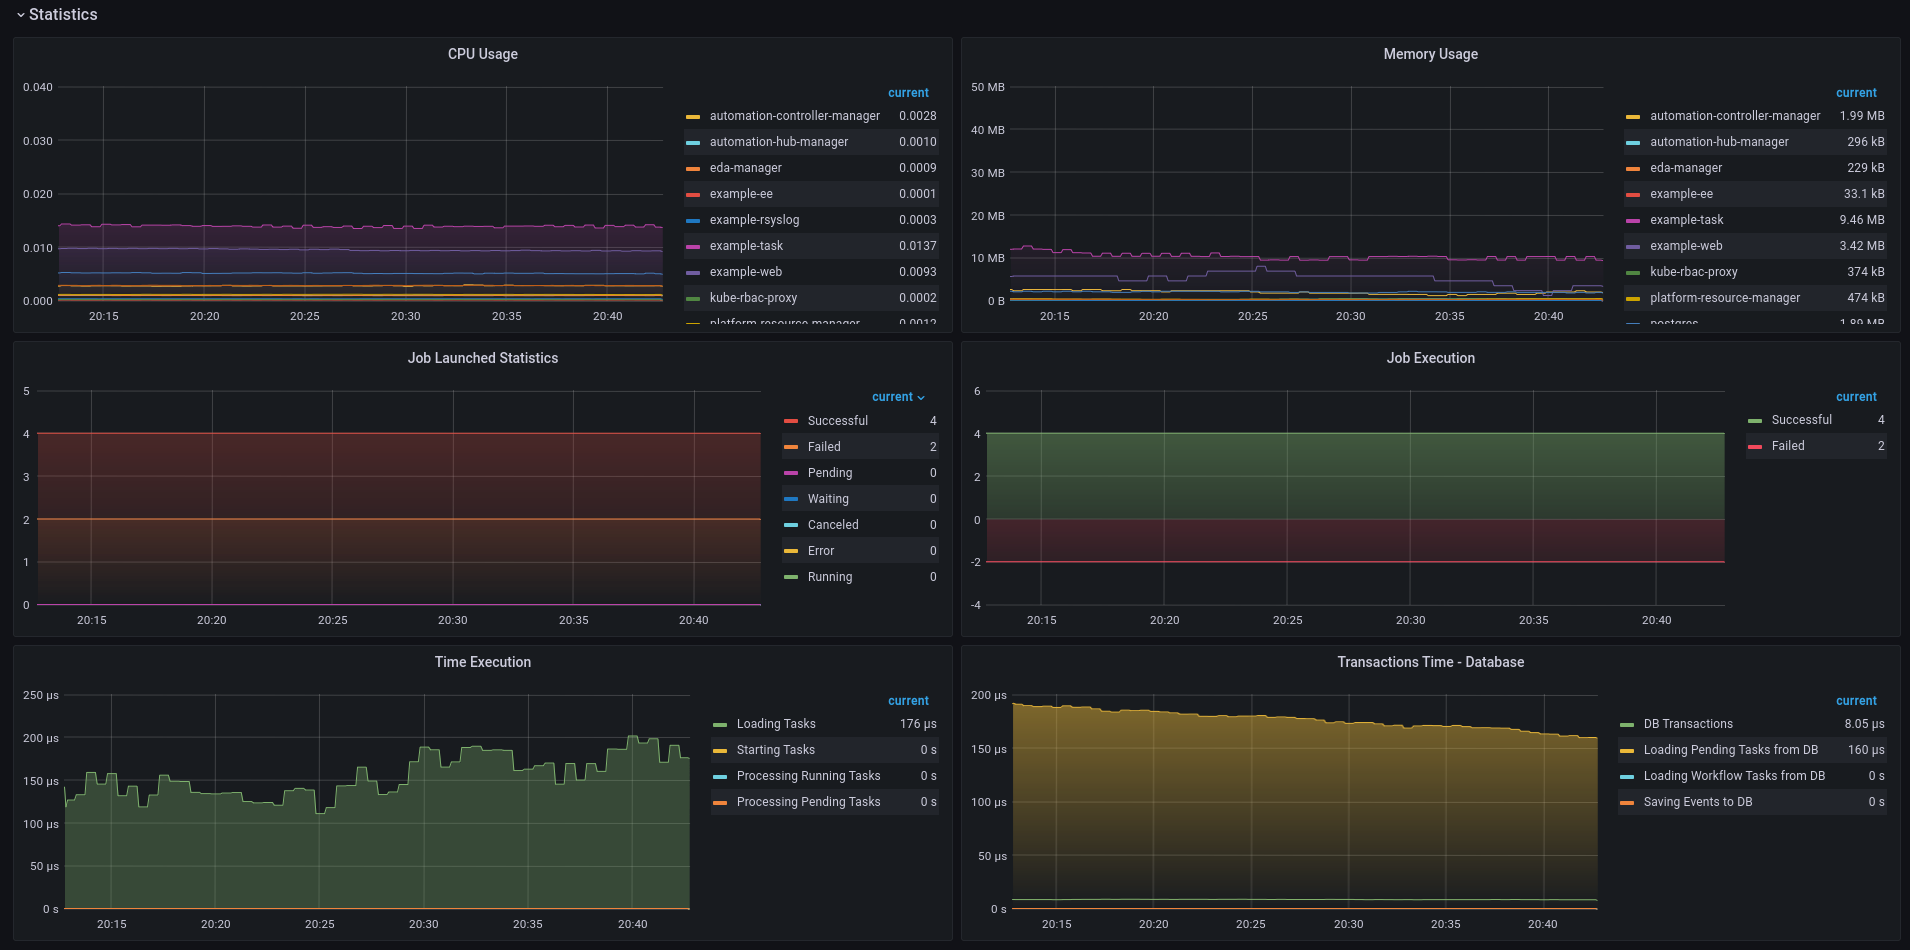 Statistics
CPU Usage
0.040
0.030
0.020
0.010
0.000
20:15 20:20 20:25 20:30 20:35 20:40
current
automation-controller-manager 0.0028
automation-hub-manager 0.0010
eda-manager 0.0009
example-ee 0.0001
example-rsyslog 0.0003
example-task 0.0137
example-web 0.0093
kube-rbac-proxy 0.0002
platform-resource-manager 0.0012
Memory Usage
50 MB
40 MB
30 MB
20 MB
10 MB
0 B
20:15 20:20 20:25 20:30 20:35 20:40
current
automation-controller-manager 1.99 MB
automation-hub-manager 296 kB
eda-manager 229 kB
example-ee 33.1 kB
example-task 9.46 MB
example-web 3.42 MB
kube-rbac-proxy 374 kB
platform-resource-manager 474 kB
postgres 1.89 MB
Job Launched Statistics
5
4
3
2
1
0
20:15 20:20 20:25 20:30 20:35 20:40
current
Successful 4
Failed 2
Pending 0
Waiting 0
Canceled 0
Error 0
Running 0
Job Execution
6
4
2
0
-2
-4
20:15 20:20 20:25 20:30 20:35 20:40
current
Successful 4
Failed 2
Time Execution
250 µs
200 µs
150 µs
100 µs
50 µs
0 s
20:15 20:20 20:25 20:30 20:35 20:40
current
Loading Tasks 176 µs
Starting Tasks 0 s
Processing Running Tasks 0 s
Processing Pending Tasks 0 s
Transactions Time - Database
200 µs
150 µs
100 µs
50 µs
0 s
20:15 20:20 20:25 20:30 20:35 20:40
current
DB Transactions 8.05 µs
Loading Pending Tasks from DB 160 µs
Loading Workflow Tasks from DB 0 s
Saving Events to DB 0 s